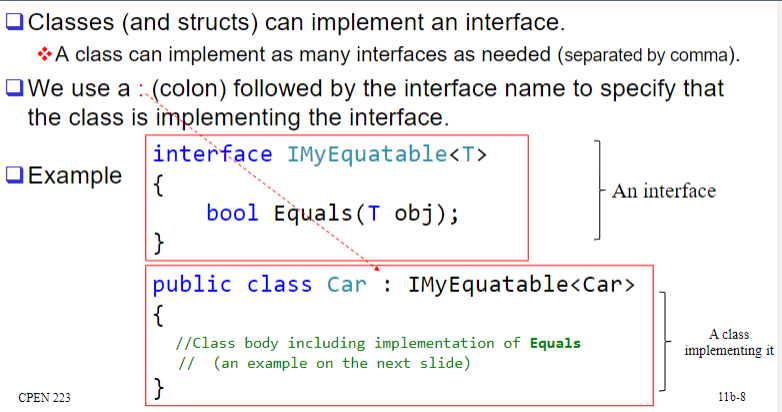 Classes (and structs) can implement an interface.
A class can implement as many interfaces as needed (separated by comma).
We use a : (colon) followed by the interface name to specify that
the class is implementing the interface.
Example
interface IMyEquatable<T>
{
bool Equals(T obj);
}
An interface
public class Car : IMyEquatable<Car>
{
//Class body including implementation of Equals
// (an example on the next slide)
}
A class
implementing it
CPEN 223
11b-8